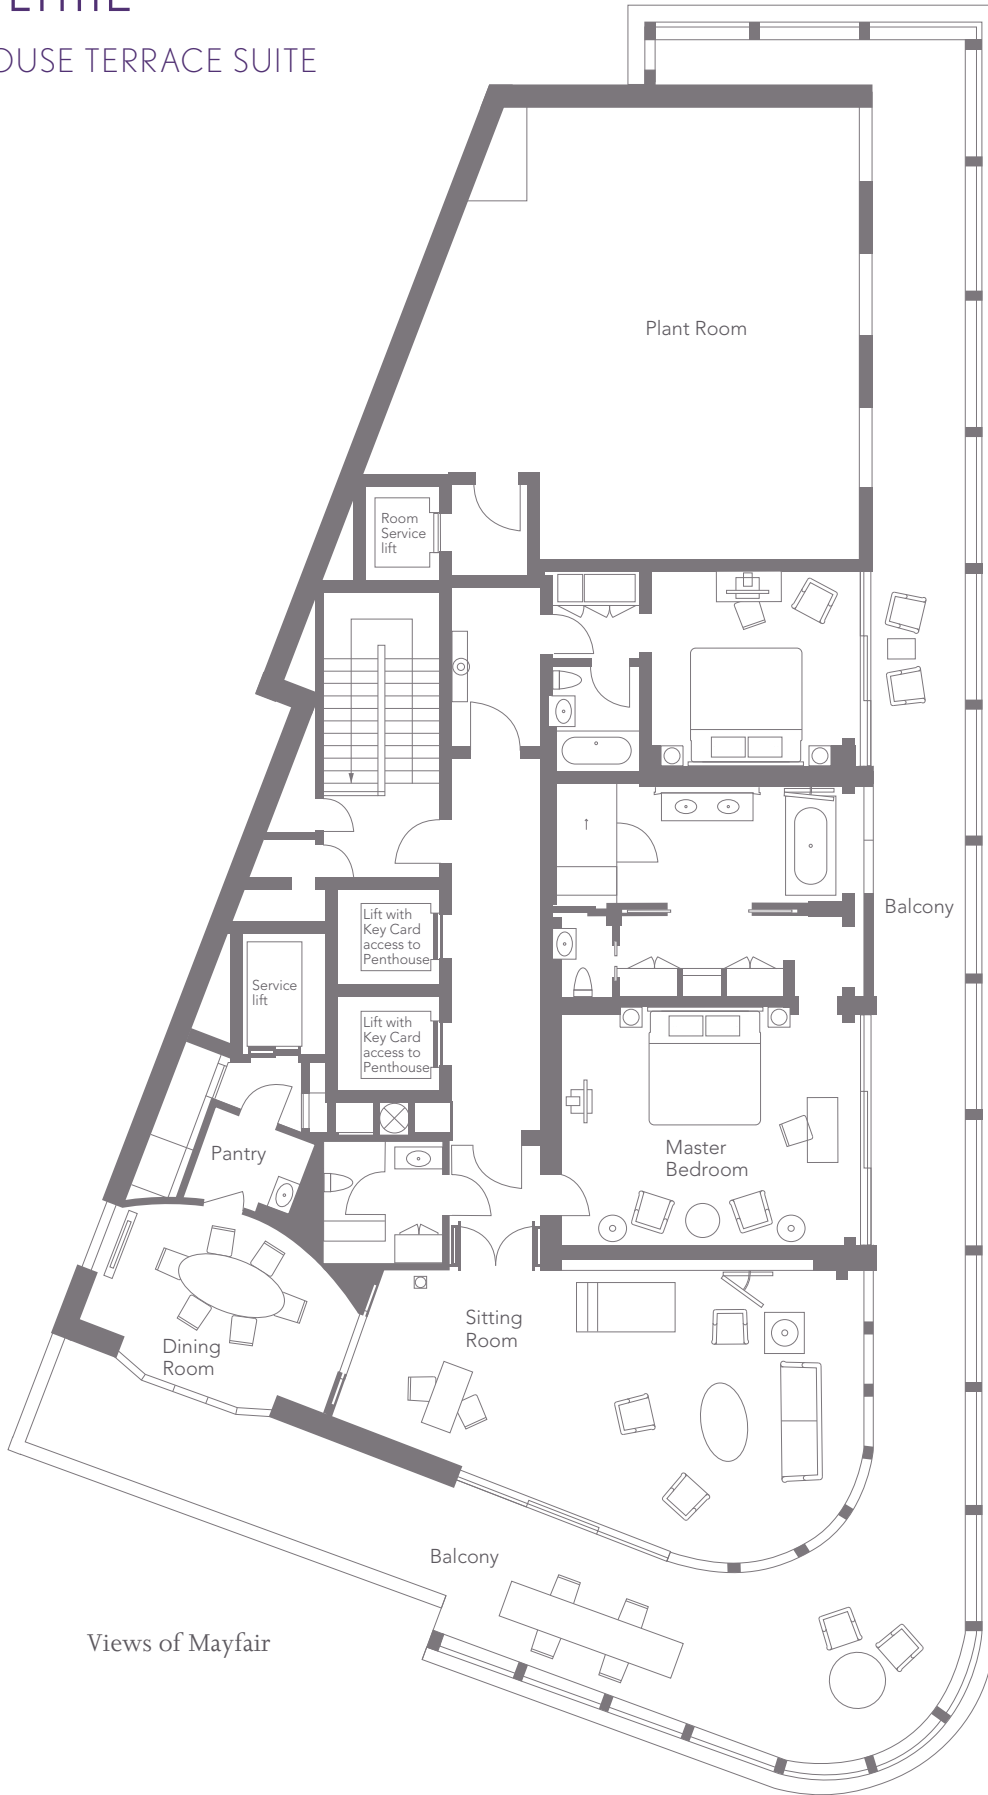 OUSE TERRACE SUITE
Plant Room
Room
Service
lift
Balcony
Lift with
Key Card
access to
Penthouse
Service
lift
Lift with
Key Card
access to
Penthouse
Master
Bedroom
Pantry
Sitting
Room
Dining
Room
Balcony
Views of Mayfair